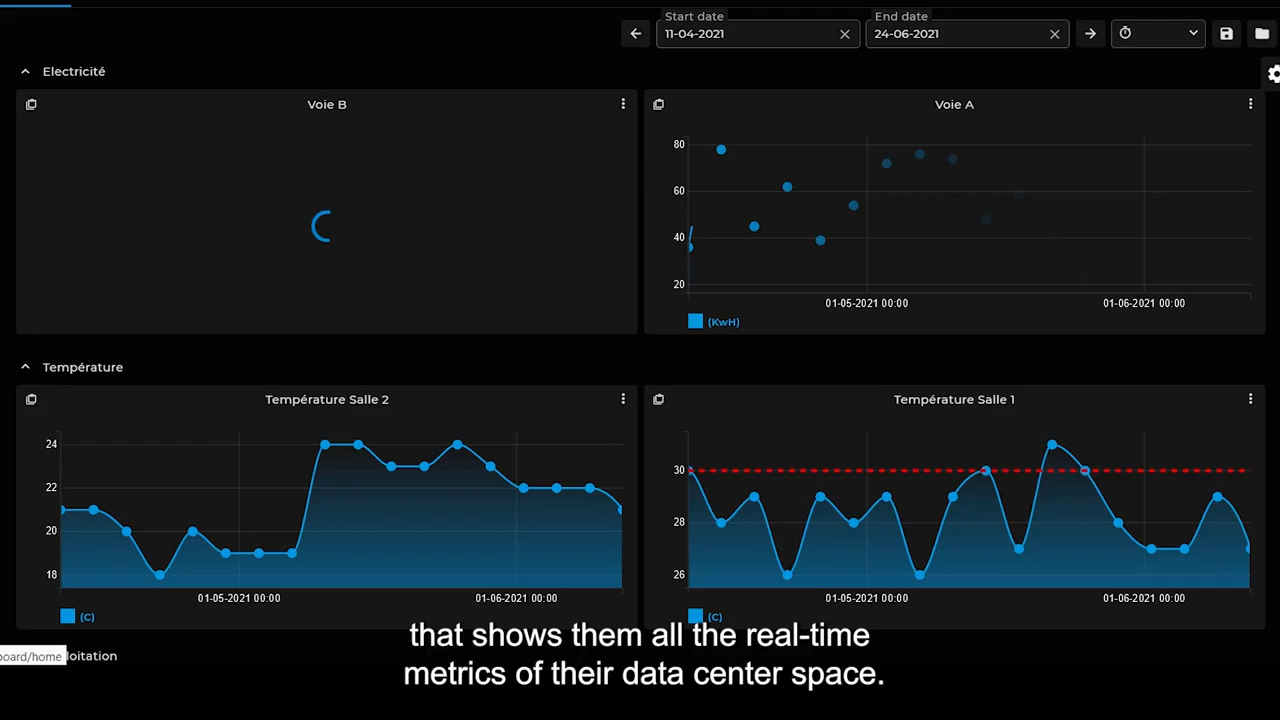 Start date
End date
11-04-2021
24-06-2021
Electricité
Voie B
Voie A
80
60
40
20
01-05-2021 00:00
01-06-2021 00:00
(KwH)
Température
Température Salle 2
Température Salle 1
24
22
20
18
01-05-2021 00:00
01-06-2021 00:00
(C)
30
28
26
01-05-2021 00:00
01-06-2021 00:00
(C)
that shows them all the real-time
metrics of their data center space.
board/home
loitation